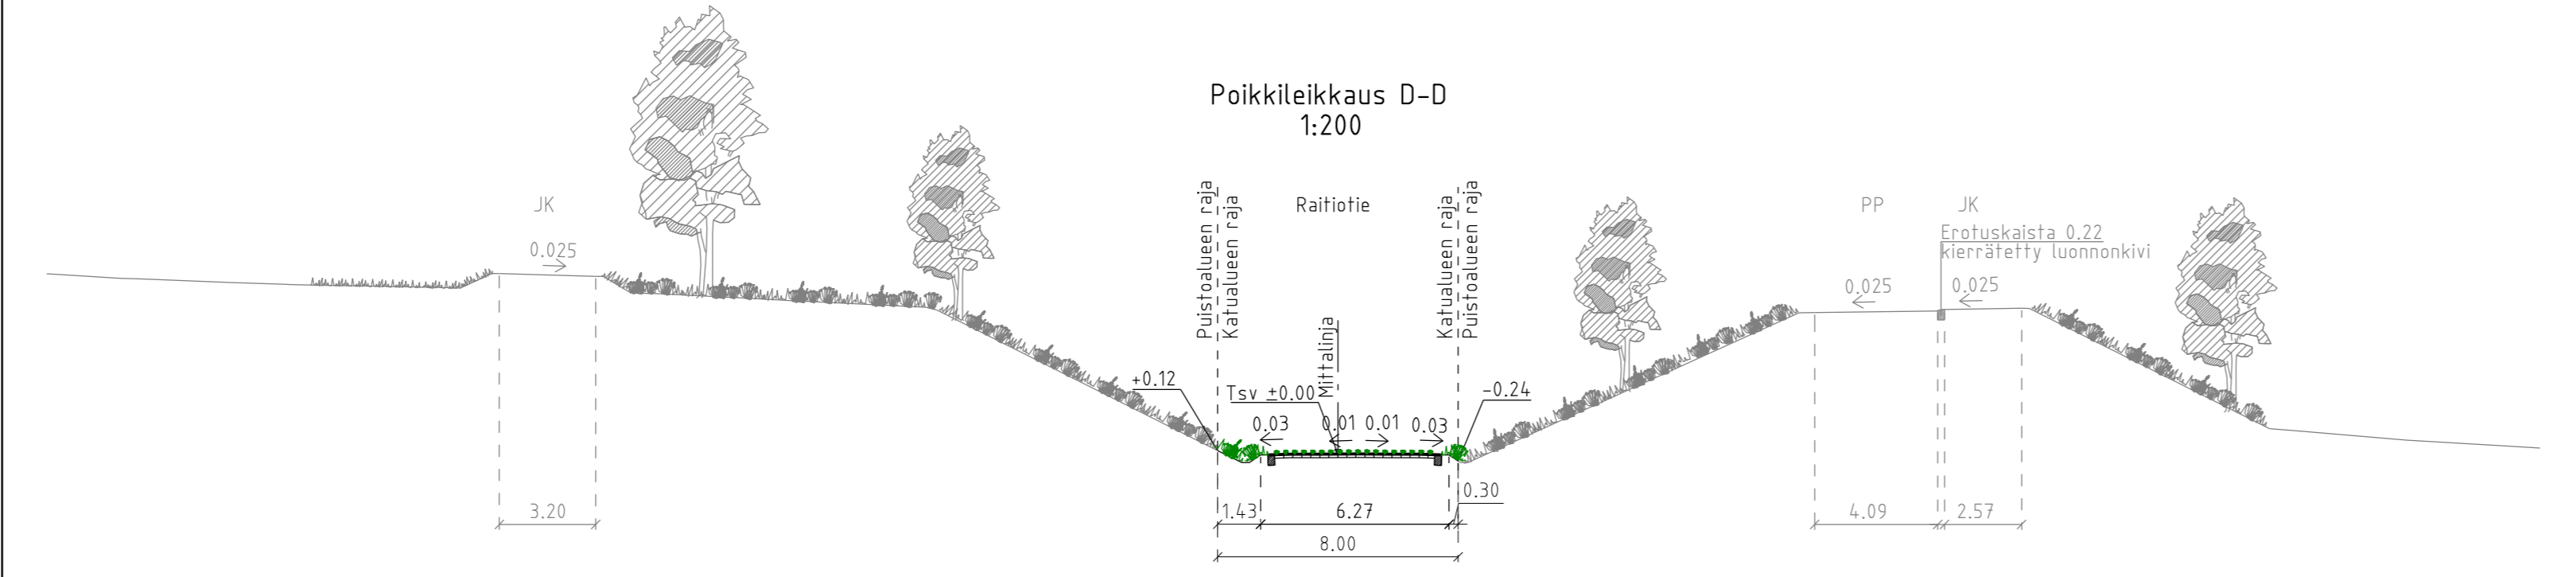 Poikkileikkaus D-D
1:200
JK
0.025
Puistoalueen raja
Katualueen raja
Raitiotie
Katualueen raja
Puistoalueen raja
PP
JK
Erotuskaista 0.22
kierrätetty luonnonkivi
0.025
0.025
Mittalinja
+0.12
Tsv ±0.00
-0.24
0.03
0.01
0.01
0.03
0.30
3.20
1.43
6.27
4.09
2.57
8.00